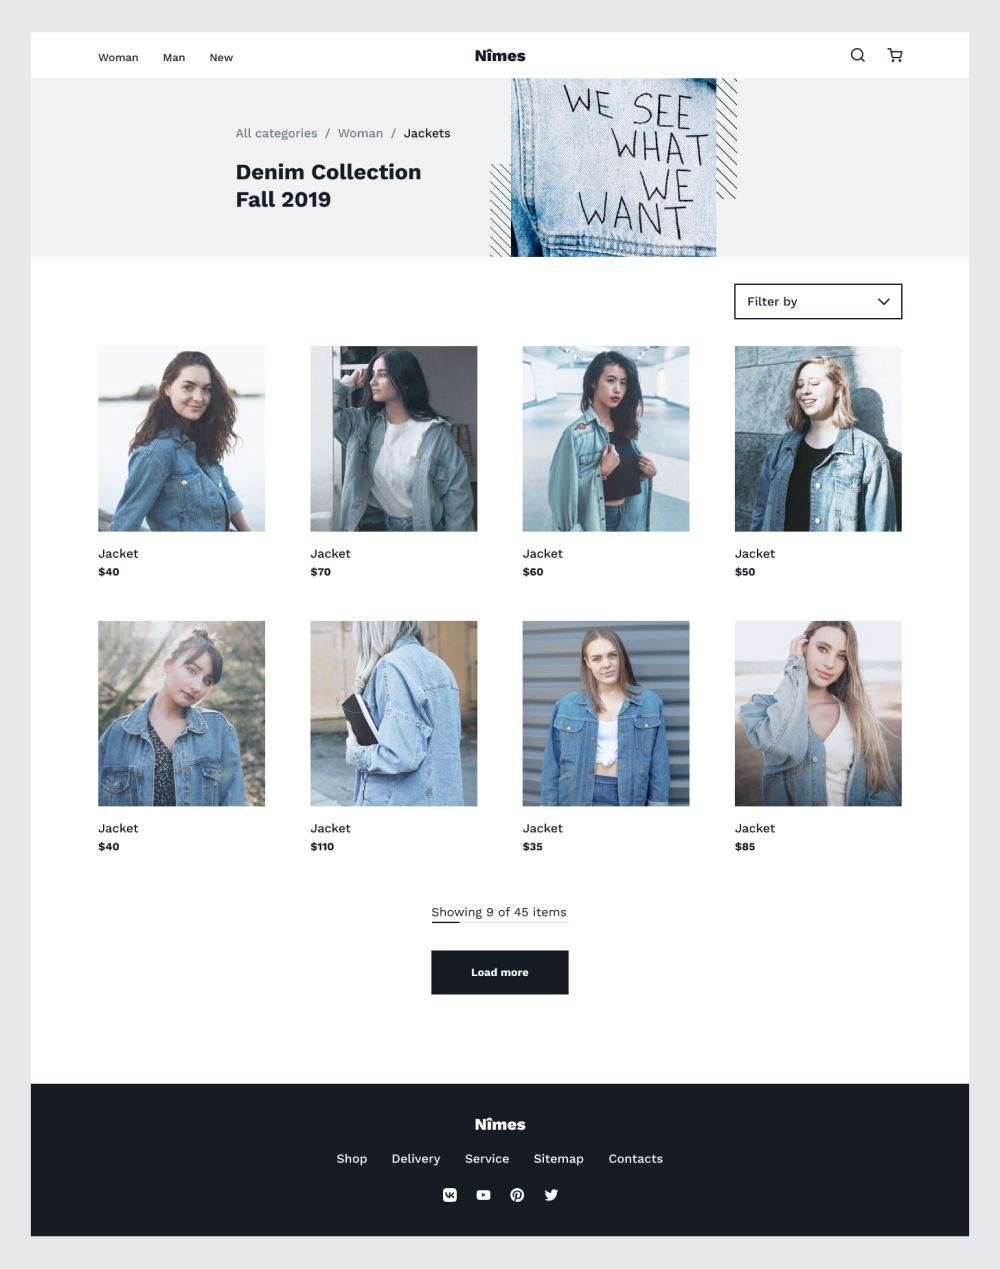 Woman Man New Nîmes
WE SEE
WHAT
WE
WANT
All categories / Woman / Jackets
Denim Collection
Fall 2019
Filter by
Jacket
$40
Jacket
$70
Jacket
$60
Jacket
$50
Jacket
$40
Jacket
$110
Jacket
$35
Jacket
$85
Showing 9 of 45 items
Load more
Nîmes
Shop Delivery Service Sitemap Contacts